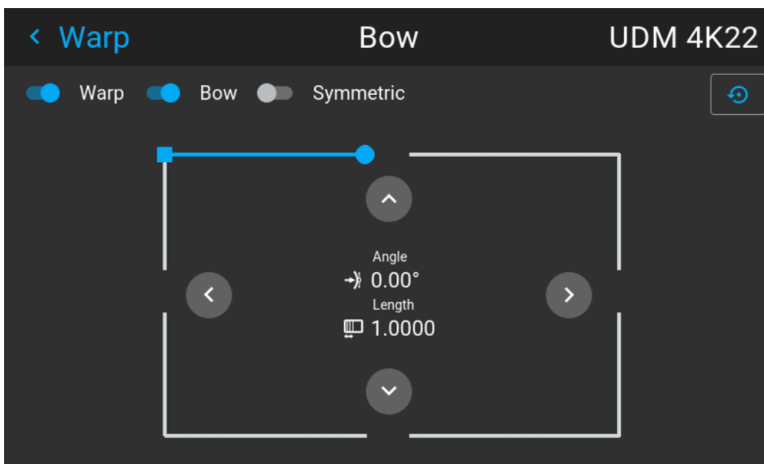 Warp Bow UDM 4K22
Warp Bow Symmetric
Angle
0.00°
Length
1.0000